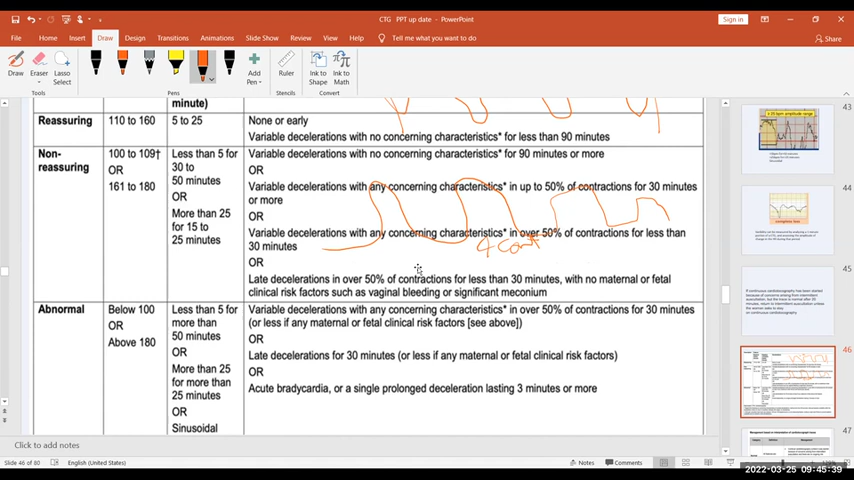 CTG PPT up date - PowerPoint
Sign in
File Home Insert Draw Design Transitions Animations Slide Show Review View Help Tell me what you want to do Share
Draw Eraser Lasso Select Add Pen Ruler Ink to Shape Ink to Math
Tools Pens Stencils Convert
minute)
Reassuring 110 to 160 5 to 25 None or early
Variable decelerations with no concerning characteristics* for less than 90 minutes
Non-reassuring 100 to 109† OR 161 to 180
Less than 5 for 30 to 50 minutes OR More than 25 for 15 to 25 minutes
Variable decelerations with no concerning characteristics* for 90 minutes or more
OR
Variable decelerations with any concerning characteristics* in up to 50% of contractions for 30 minutes
or more
OR
Variable decelerations with any concerning characteristics* in over 50% of contractions for less than
30 minutes
4 cont
OR
Late decelerations in over 50% of contractions for less than 30 minutes, with no maternal or fetal
clinical risk factors such as vaginal bleeding or significant meconium
Abnormal Below 100 OR Above 180
Less than 5 for more than 50 minutes OR More than 25 for more than 25 minutes OR Sinusoidal
Variable decelerations with any concerning characteristics* in over 50% of contractions for 30 minutes
(or less if any maternal or fetal clinical risk factors [see above])
OR
Late decelerations for 30 minutes (or less if any maternal or fetal clinical risk factors)
OR
Acute bradycardia, or a single prolonged deceleration lasting 3 minutes or more
43
44
45
46
47
Click to add notes
Slide 46 of 80 English (United States) Notes Comments
2022-03-25 09:45:39